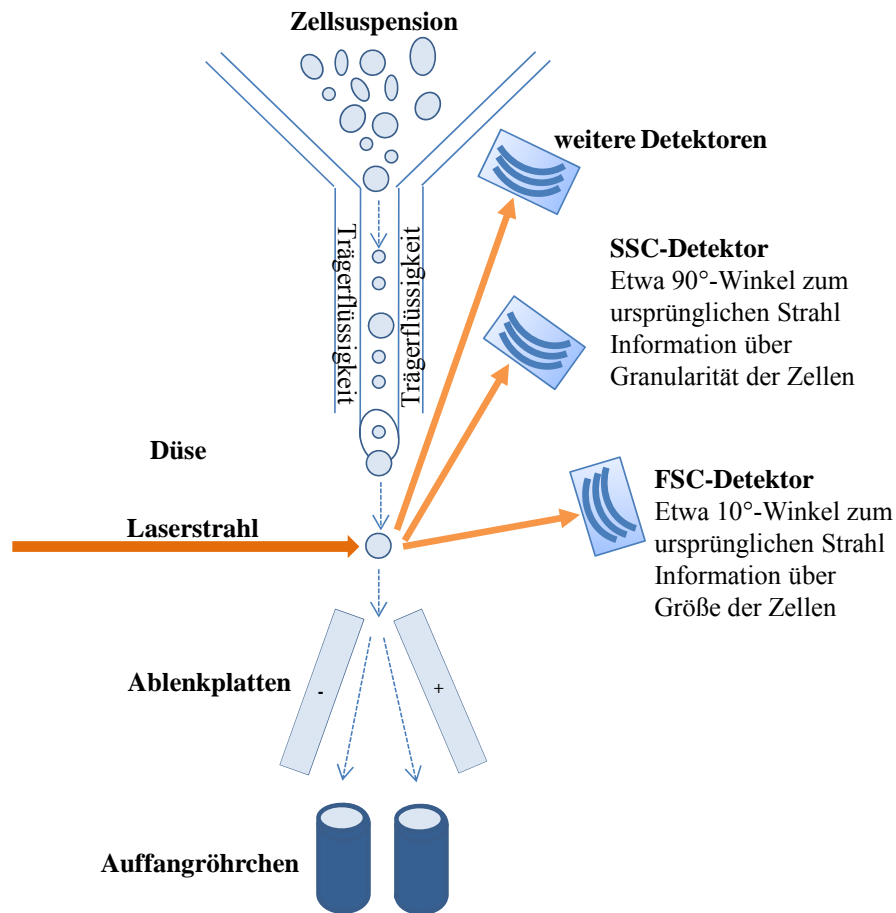 Zellsuspension
weitere Detektoren
Trägerflüssigkeit
Trägerflüssigkeit
SSC-Detektor
Etwa 90°-Winkel zum
ursprünglichen Strahl
Information über
Granularität der Zellen
Düse
FSC-Detektor
Etwa 10°-Winkel zum
ursprünglichen Strahl
Information über
Größe der Zellen
Laserstrahl
Ablenkplatten
-
+
Auffangröhrchen